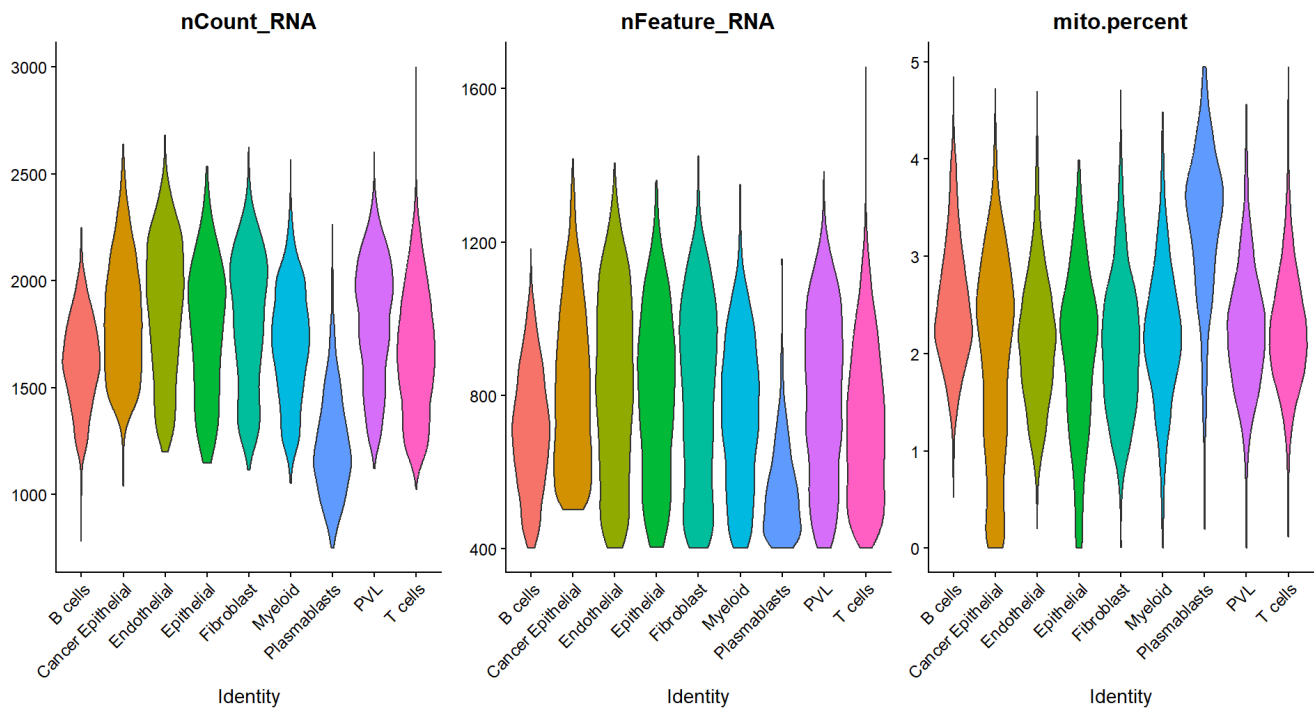 nCount_RNA
3000
2500
2000
1500
1000
B cells
Cancer Epithelial
Endothelial
Epithelial
Fibroblast
Myeloid
Plasmablasts
PVL
T cells
Identity
nFeature_RNA
1600
1200
800
400
B cells
Cancer Epithelial
Endothelial
Epithelial
Fibroblast
Myeloid
Plasmablasts
PVL
T cells
Identity
mito.percent
5
4
3
2
1
0
B cells
Cancer Epithelial
Endothelial
Epithelial
Fibroblast
Myeloid
Plasmablasts
PVL
T cells
Identity